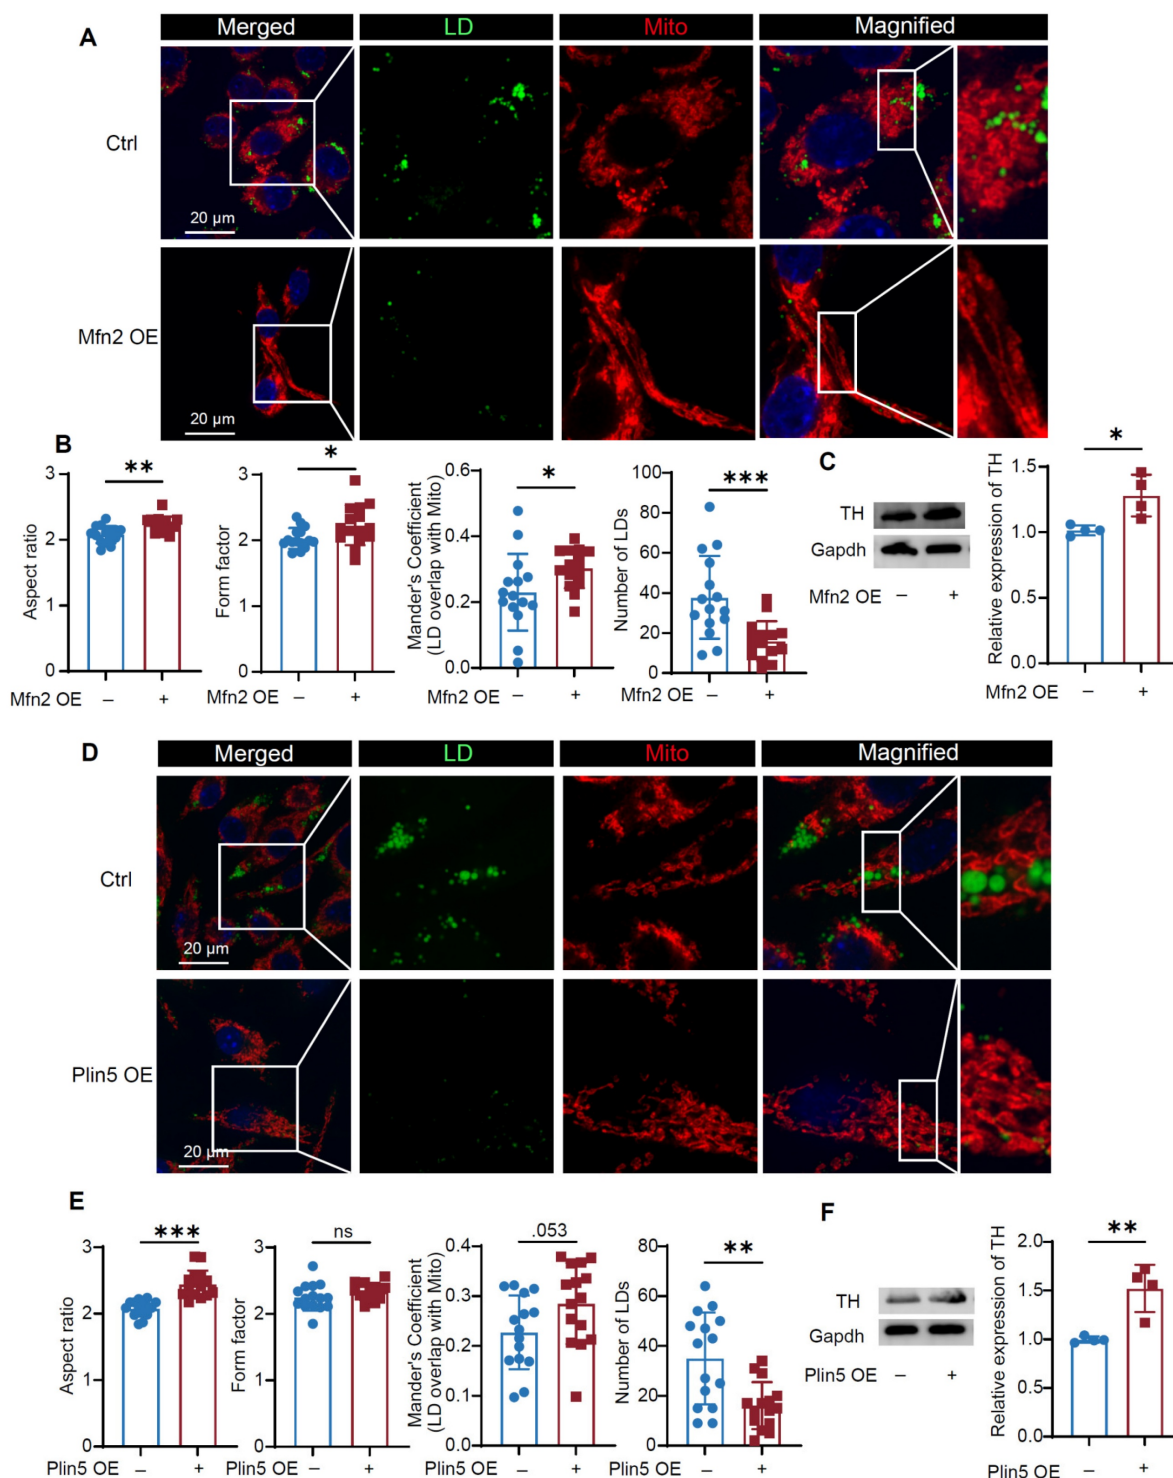 A
Merged LD Mito Magnified
Ctrl
20 µm
Mfn2 OE
20 µm
B
Aspect ratio
3
2
1
0
**
Mfn2 OE – +
Form factor
3
2
1
0
*
Mfn2 OE – +
Mander's Coefficient
(LD overlap with Mito)
0.6
0.4
0.2
0.0
*
Mfn2 OE – +
Number of LDs
100
80
60
40
20
0
***
Mfn2 OE – +
C
TH
Gapdh
Mfn2 OE – +
Relative expression of TH
1.5
1.0
0.5
0.0
*
Mfn2 OE – +
D
Merged LD Mito Magnified
Ctrl
20 µm
Plin5 OE
20 µm
E
Aspect ratio
3
2
1
0
***
Plin5 OE – +
Form factor
3
2
1
0
ns
Plin5 OE – +
Mander's Coefficient
(LD overlap with Mito)
0.4
0.3
0.2
0.1
0.0
.053
Plin5 OE – +
Number of LDs
80
60
40
20
0
**
Plin5 OE – +
F
TH
Gapdh
Plin5 OE – +
Relative expression of TH
2.0
1.5
1.0
0.5
0.0
**
Plin5 OE – +